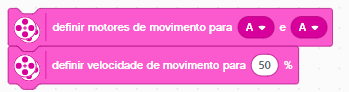 definir motores de movimento para A e A
definir velocidade de movimento para 50 %